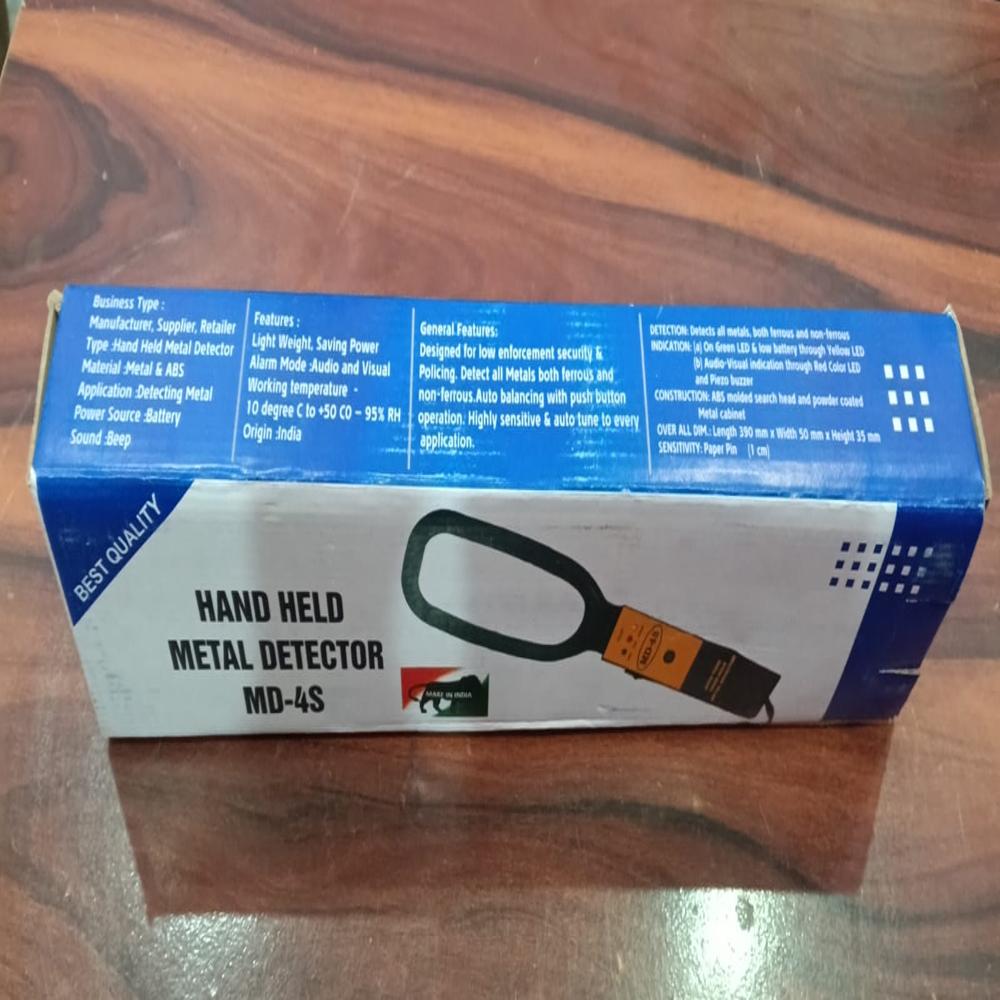 Business Type :
Manufacturer, Supplier, Retailer
Type :Hand Held Metal Detector
Material :Metal & ABS
Application :Detecting Metal
Power Source :Battery
Sound :Beep
Features :
Light Weight, Saving Power
Alarm Mode :Audio and Visual
Working temperature -
10 degree C to +50 C0 - 95% RH
Origin :India
General Features:
Designed for low enforcement security &
Policing. Detect all Metals both ferrous and
non-ferrous.Auto balancing with push button
operation. Highly sensitive & auto tune to every
application.
DETECTION: Detects all metals, both ferrous and non-ferrous
INDICATION: (a) On Green LED & low battery through Yellow LED
(b) Audio-Visual indication through Red Color LED
and Piezo buzzer
CONSTRUCTION: ABS molded search head and powder coated
Metal cabinet
OVER ALL DIM.: Length 390 mm x Width 50 mm x Height 35 mm
SENSITIVITY: Paper Pin (1 cm)
BEST QUALITY
HAND HELD
METAL DETECTOR
MD-4S
MAKE IN INDIA
MD-4S